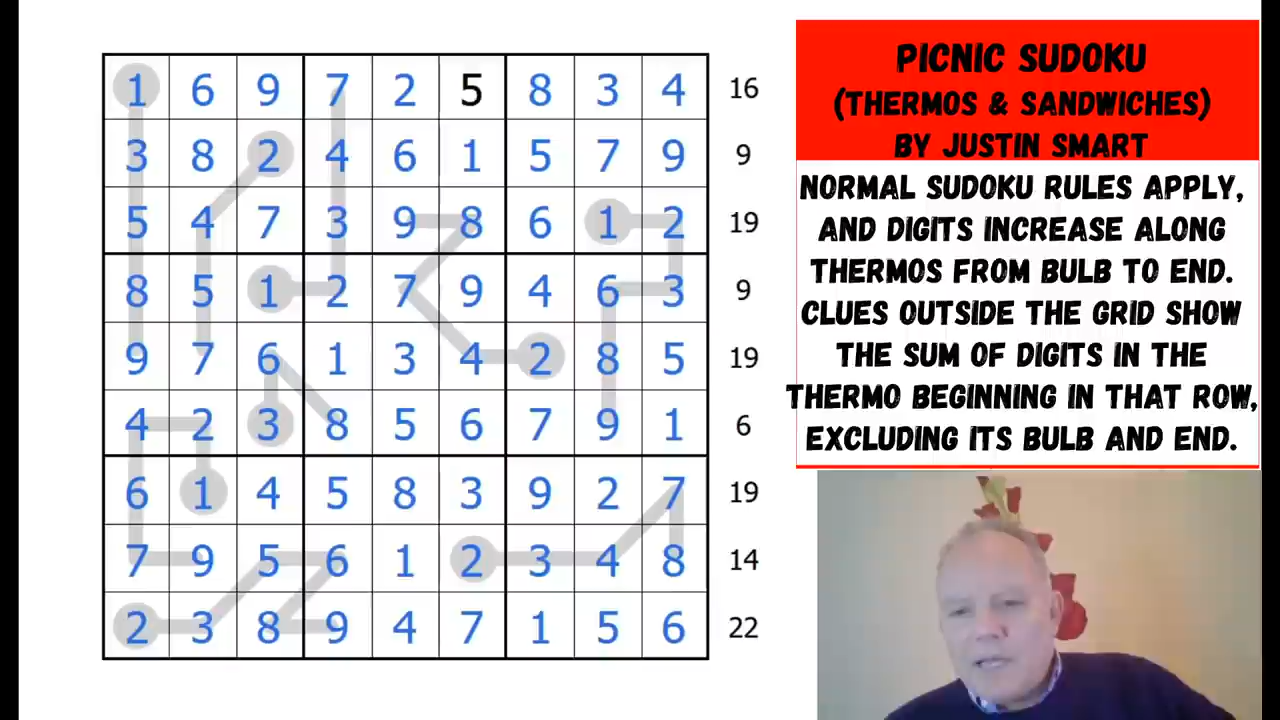 PICNIC SUDOKU
(THERMOS & SANDWICHES)
BY JUSTIN SMART
NORMAL SUDOKU RULES APPLY,
AND DIGITS INCREASE ALONG
THERMOS FROM BULB TO END.
CLUES OUTSIDE THE GRID SHOW
THE SUM OF DIGITS IN THE
THERMO BEGINNING IN THAT ROW,
EXCLUDING ITS BULB AND END.
1 6 9 7 2 5 8 3 4 16
3 8 2 4 6 1 5 7 9 9
5 4 7 3 9 8 6 1 2 19
8 5 1 2 7 9 4 6 3 9
9 7 6 1 3 4 2 8 5 19
4 2 3 8 5 6 7 9 1 6
6 1 4 5 8 3 9 2 7 19
7 9 5 6 1 2 3 4 8 14
2 3 8 9 4 7 1 5 6 22